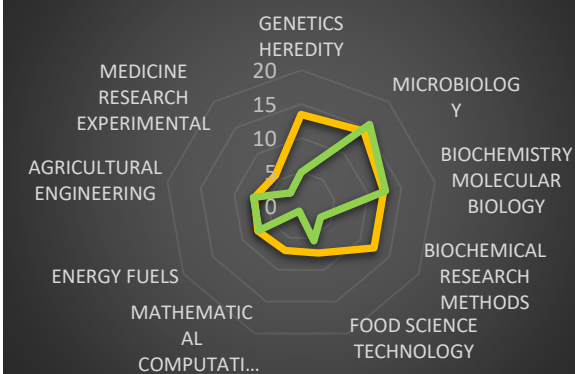 GENETICS
HEREDITY
MICROBIOLOG
Y
BIOCHEMISTRY
MOLECULAR
BIOLOGY
BIOCHEMICAL
RESEARCH
METHODS
FOOD SCIENCE
TECHNOLOGY
MATHEMATIC
AL
COMPUTATI...
ENERGY FUELS
AGRICULTURAL
ENGINEERING
MEDICINE
RESEARCH
EXPERIMENTAL
20
15
10
5
0